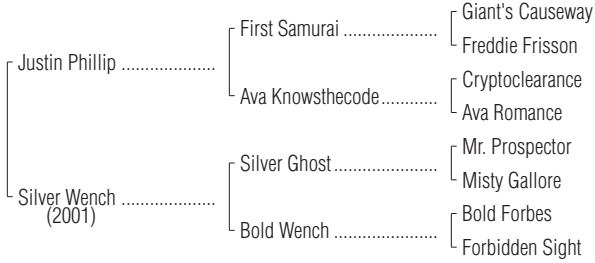 Giant's Causeway
First Samurai ....................
Freddie Frisson
Justin Phillip ....................
Cryptoclearance
Ava Knowsthecode............
Ava Romance
Mr. Prospector
Silver Ghost......................
Misty Gallore
Silver Wench ....................
(2001)
Bold Forbes
Bold Wench ......................
Forbidden Sight